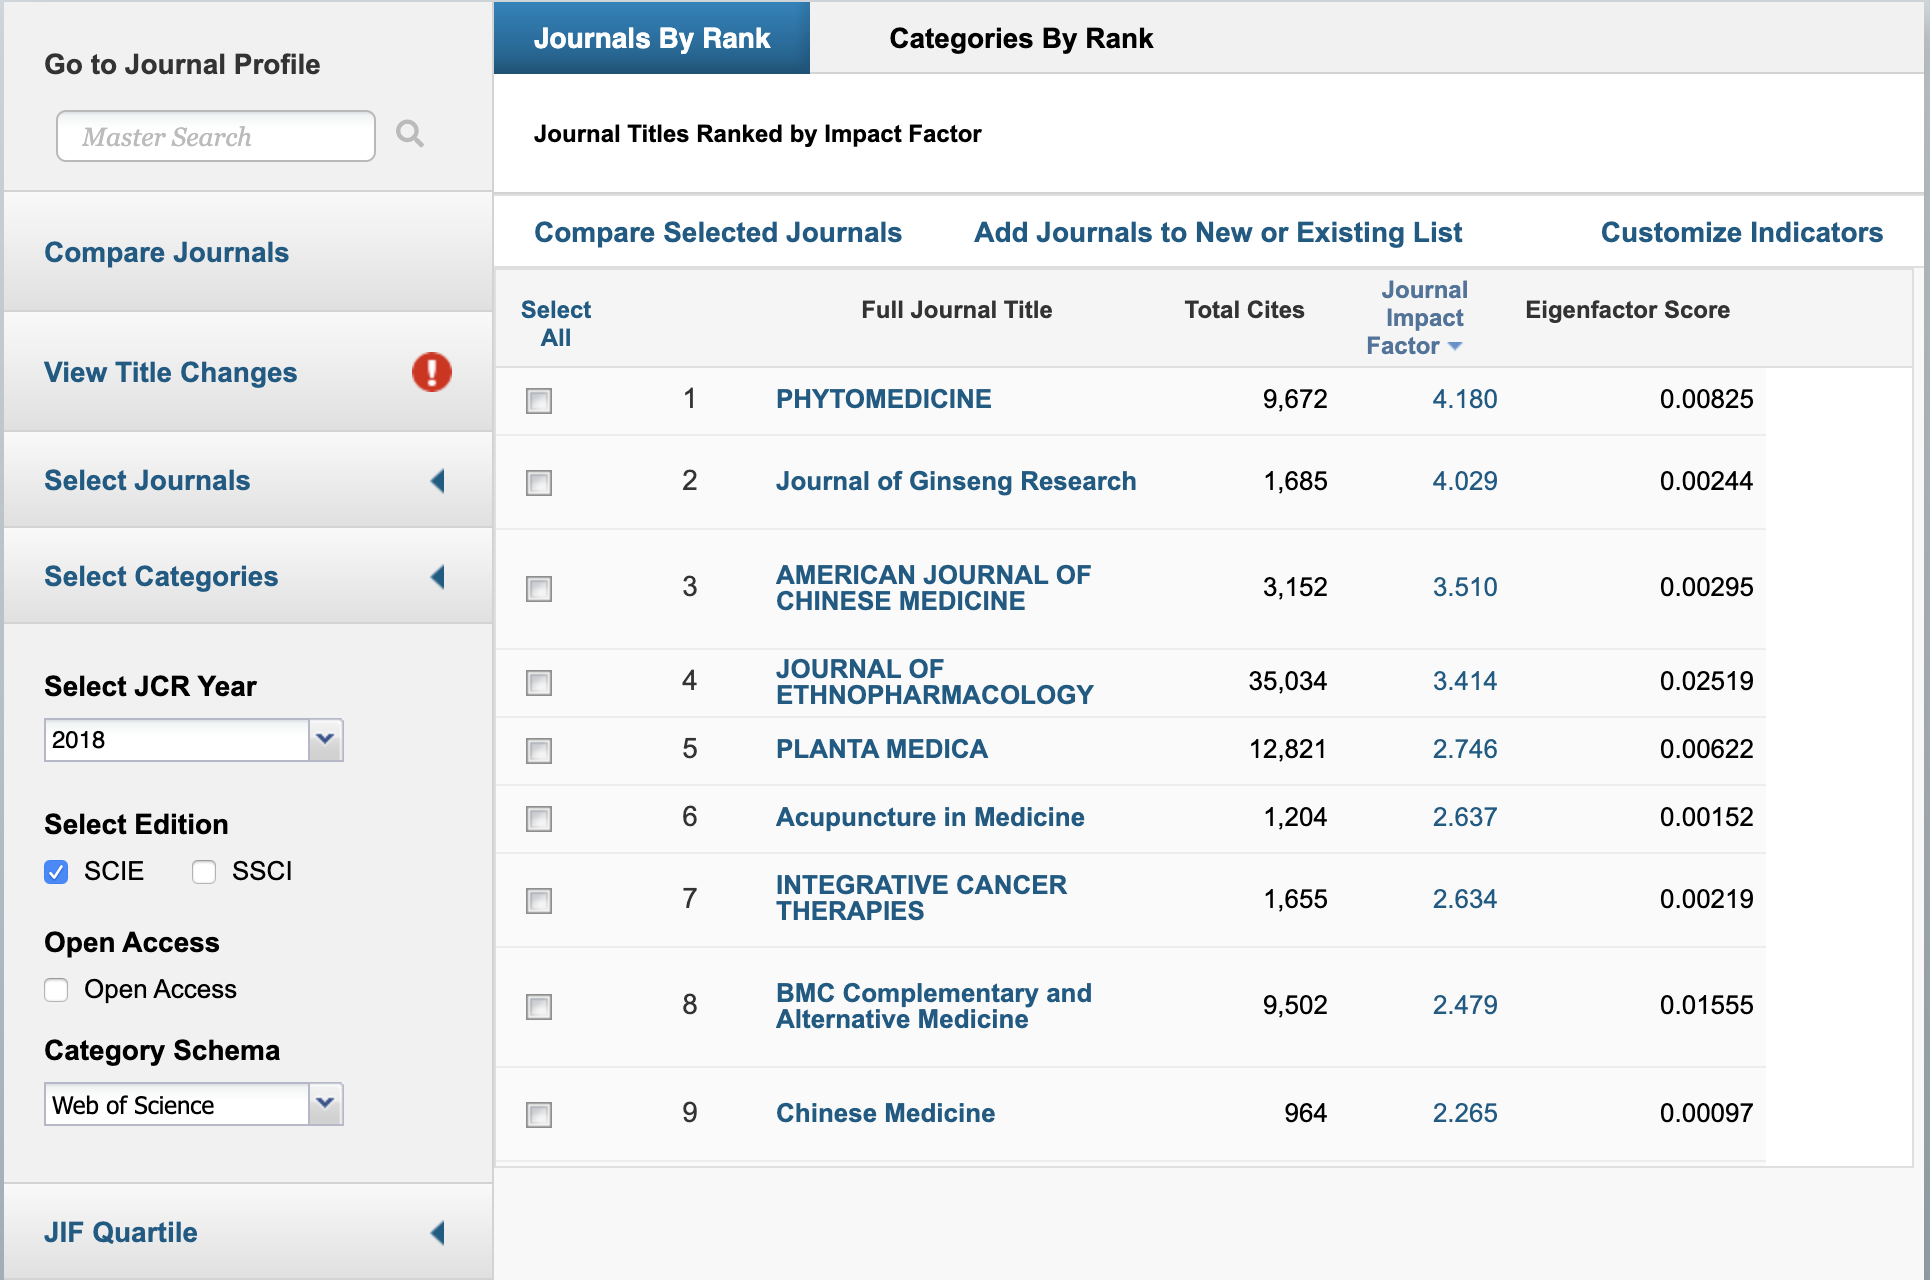 Go to Journal Profile
Master Search
Compare Journals
View Title Changes
Select Journals
Select Categories
Select JCR Year
2018
Select Edition
SCIE SSCI
Open Access
Open Access
Category Schema
Web of Science
JIF Quartile
Journals By Rank Categories By Rank
Journal Titles Ranked by Impact Factor
Compare Selected Journals Add Journals to New or Existing List Customize Indicators
Select
All
Full Journal Title
Total Cites
Journal
Impact
Factor
Eigenfactor Score
1 PHYTOMEDICINE 9,672 4.180 0.00825
2 Journal of Ginseng Research 1,685 4.029 0.00244
3 AMERICAN JOURNAL OF
CHINESE MEDICINE 3,152 3.510 0.00295
4 JOURNAL OF
ETHNOPHARMACOLOGY 35,034 3.414 0.02519
5 PLANTA MEDICA 12,821 2.746 0.00622
6 Acupuncture in Medicine 1,204 2.637 0.00152
7 INTEGRATIVE CANCER
THERAPIES 1,655 2.634 0.00219
8 BMC Complementary and
Alternative Medicine 9,502 2.479 0.01555
9 Chinese Medicine 964 2.265 0.00097